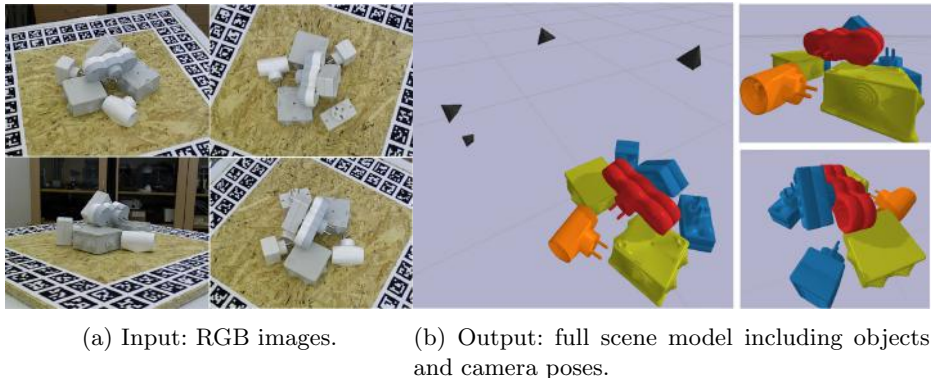 (a) Input: RGB images.
(b) Output: full scene model including objects
and camera poses.